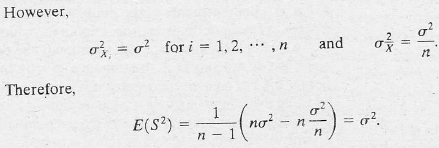 However,
σ²_{X_i} = σ² for i = 1, 2, ⋯ , n and σ²_{X̄} = σ²/n.
Therefore,
E(S²) = 1/(n − 1) (nσ² − n σ²/n) = σ².